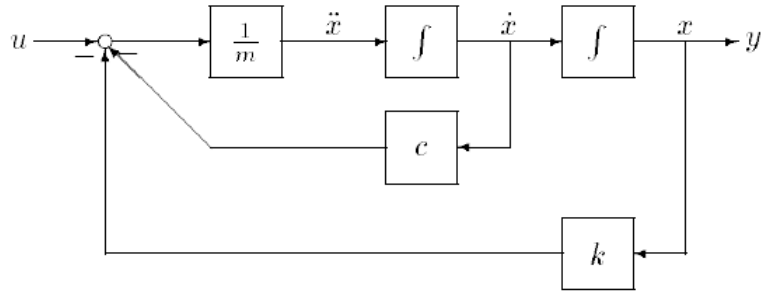 u − − 1/m ẍ ∫ ẋ ∫ x y
c
k